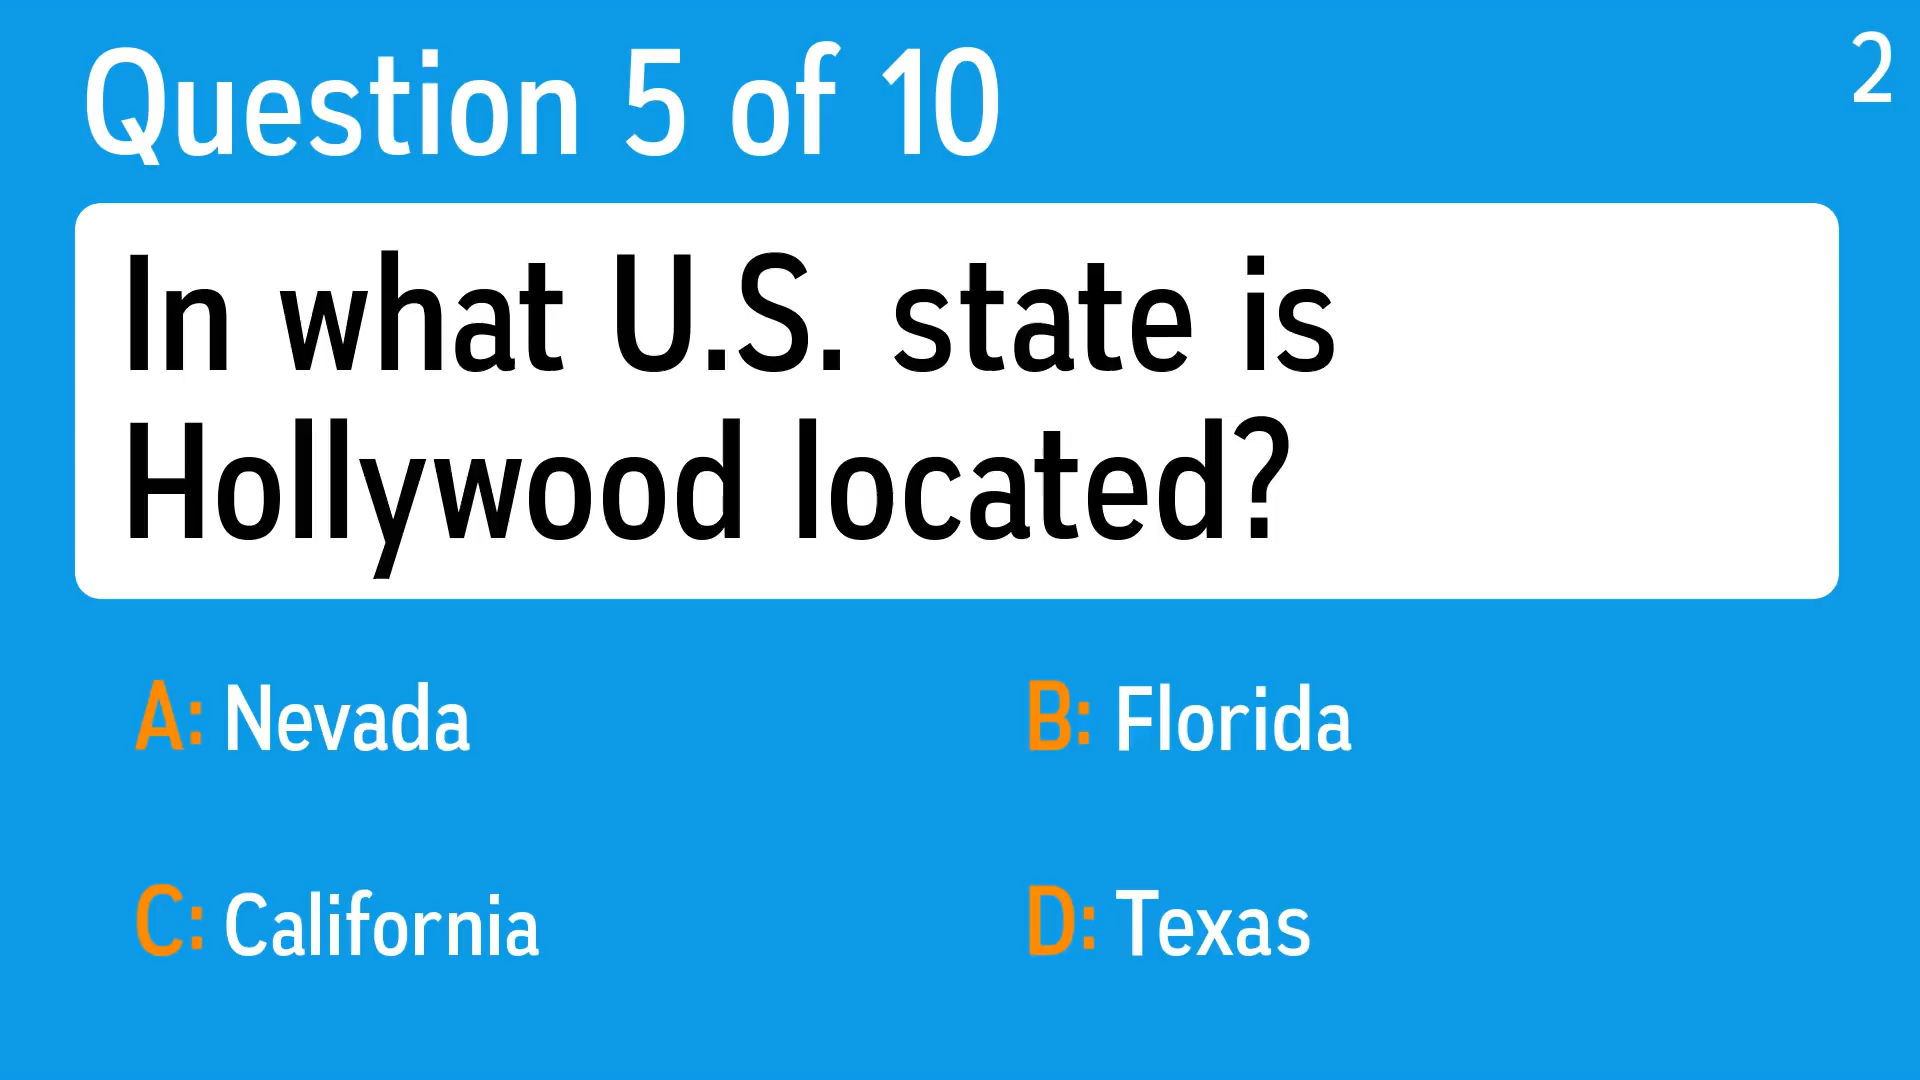 Question 5 of 10
2
In what U.S. state is
Hollywood located?
A: Nevada
B: Florida
C: California
D: Texas